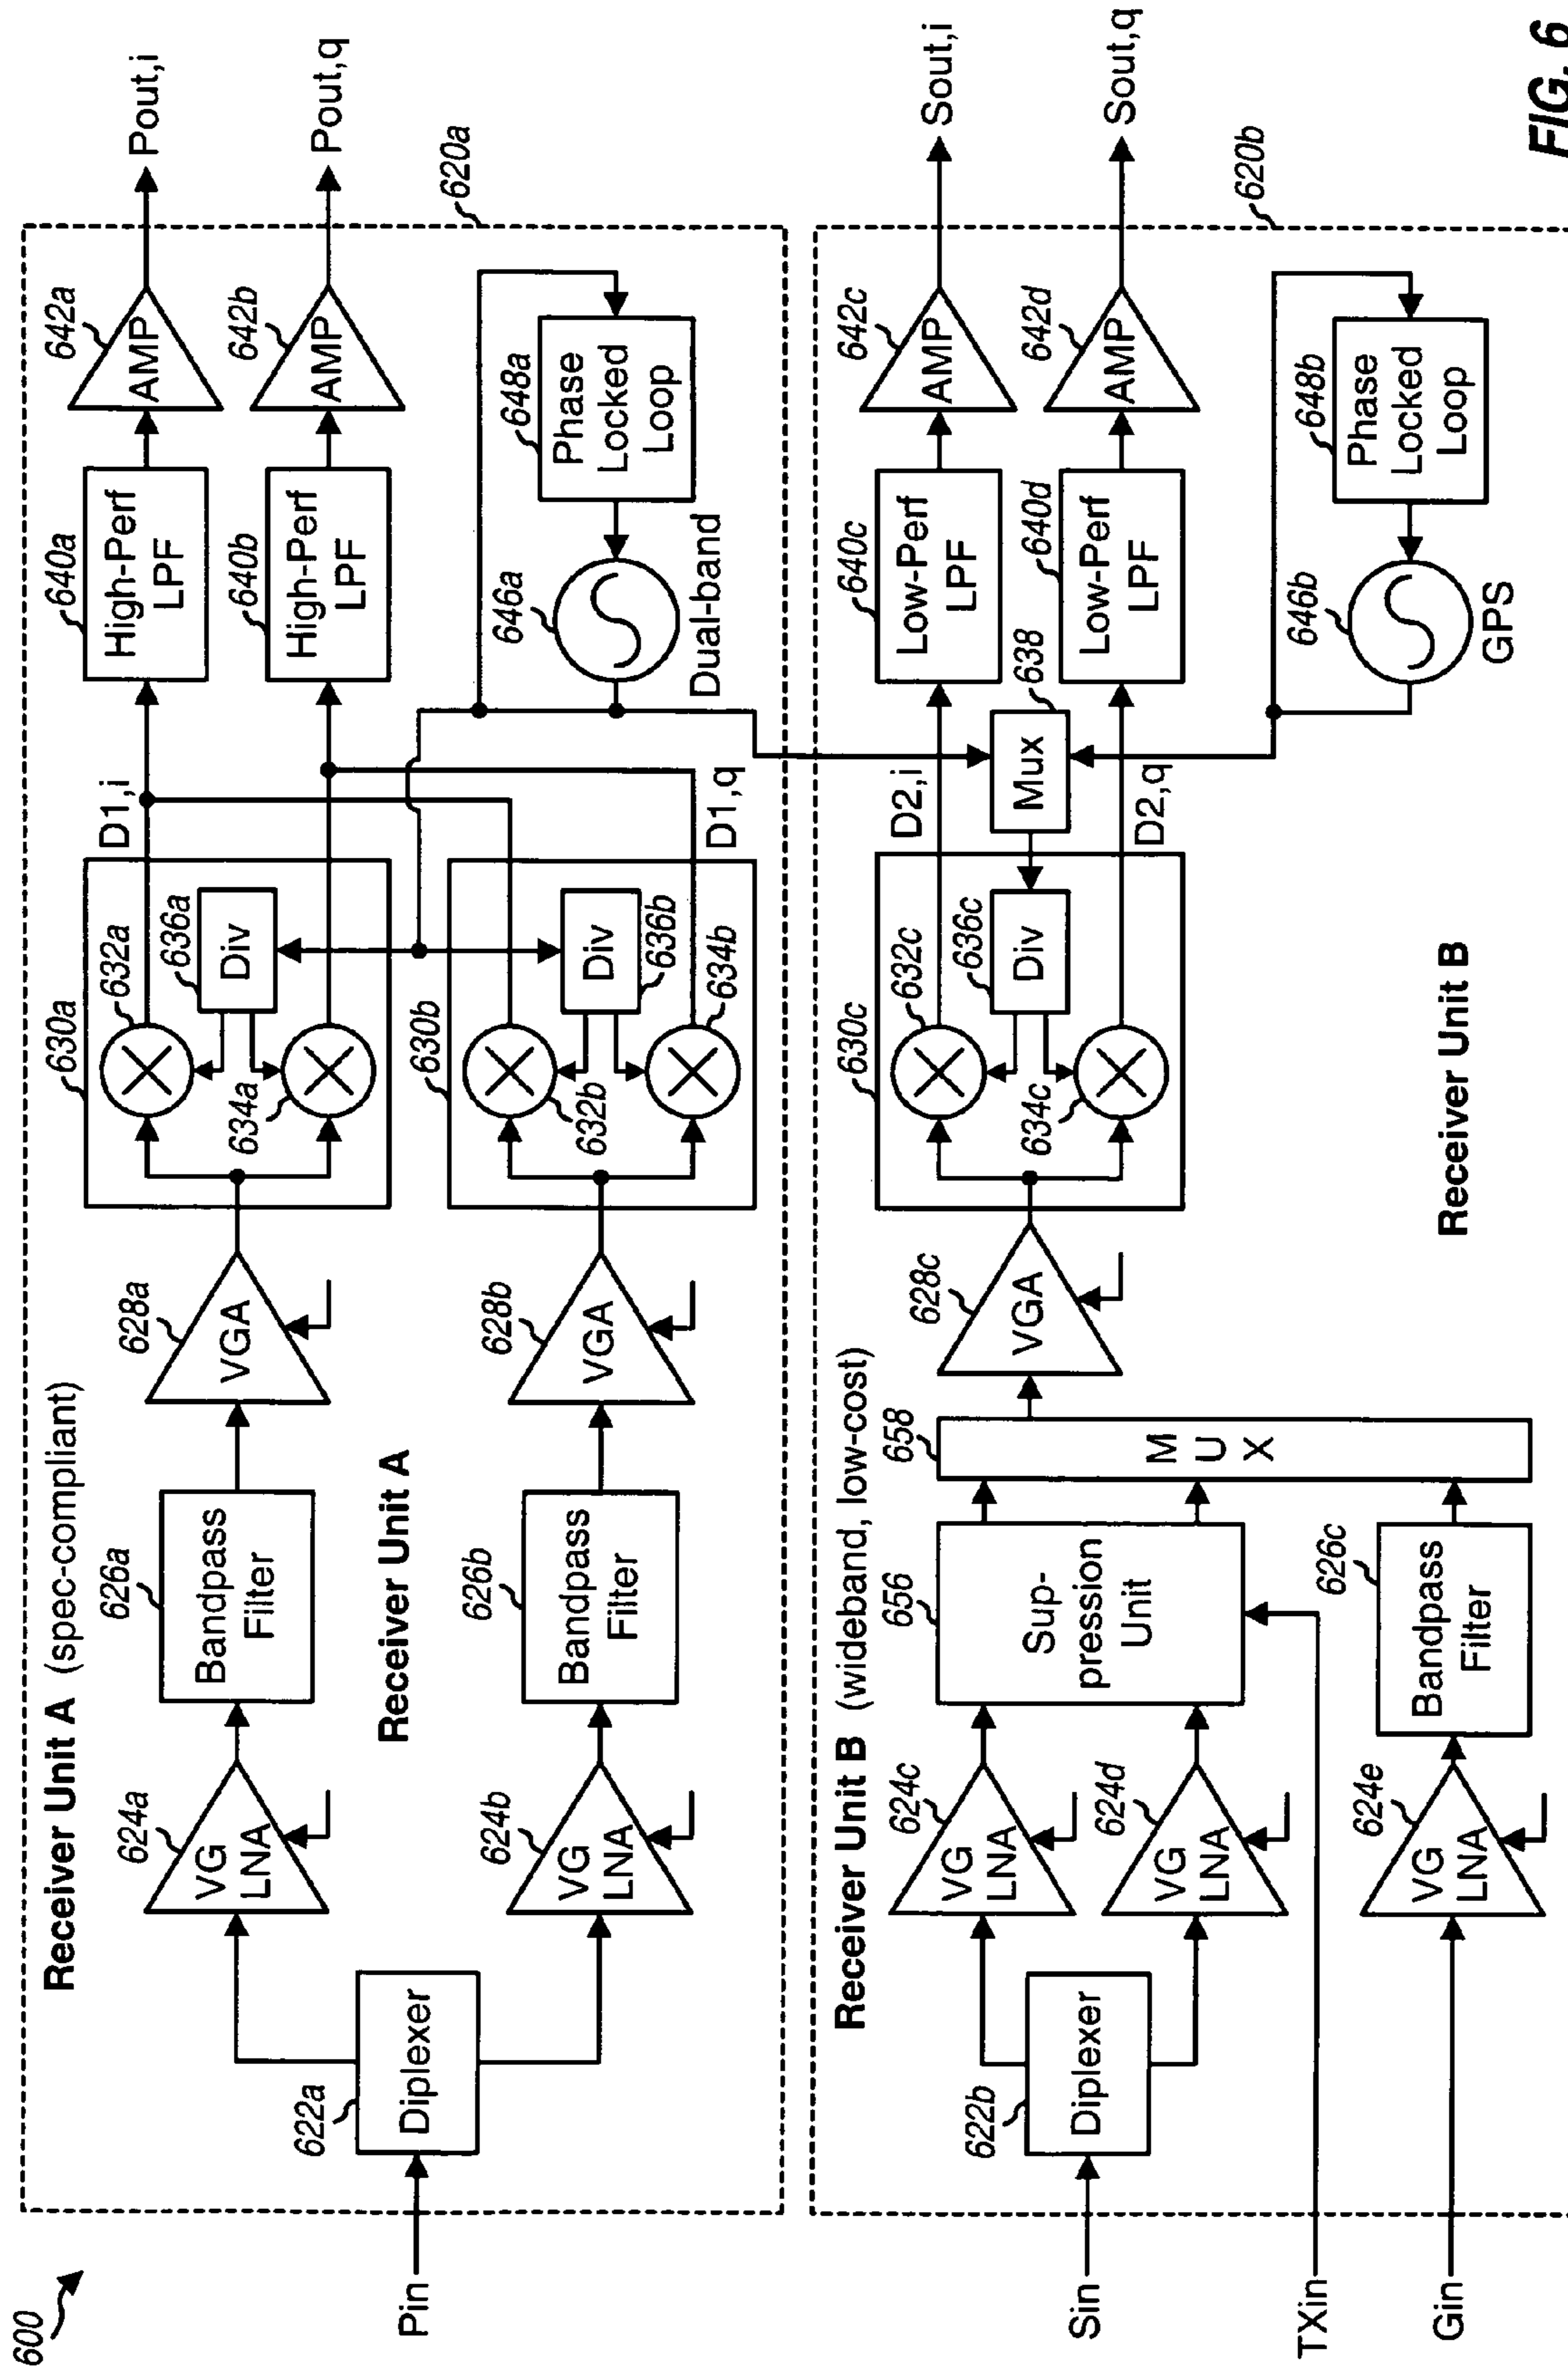 600
Receiver Unit A (spec-compliant)
Pin
622a
Diplexer
624a
VG
LNA
626a
Bandpass
Filter
628a
VGA
630a
632a
634a
636a
Div
D1,i
640a
High-Perf
LPF
642a
AMP
Pout,i
640b
High-Perf
LPF
642b
AMP
Pout,q
Receiver Unit A
624b
VG
LNA
626b
Bandpass
Filter
628b
VGA
630b
632b
634b
636b
Div
D1,q
646a
Dual-band
648a
Phase
Locked
Loop
620a
Receiver Unit B (wideband, low-cost)
Sin
622b
Diplexer
624c
VG
LNA
624d
VG
LNA
656
Sup-
pression
Unit
658
MUX
628c
VGA
630c
632c
634c
636c
Div
D2,i
638
Mux
D2,q
640c
Low-Perf
LPF
642c
AMP
Sout,i
640d
Low-Perf
LPF
642d
AMP
Sout,q
TXin
Gin
624e
VG
LNA
626c
Bandpass
Filter
Receiver Unit B
646b
GPS
648b
Phase
Locked
Loop
620b
FIG. 6